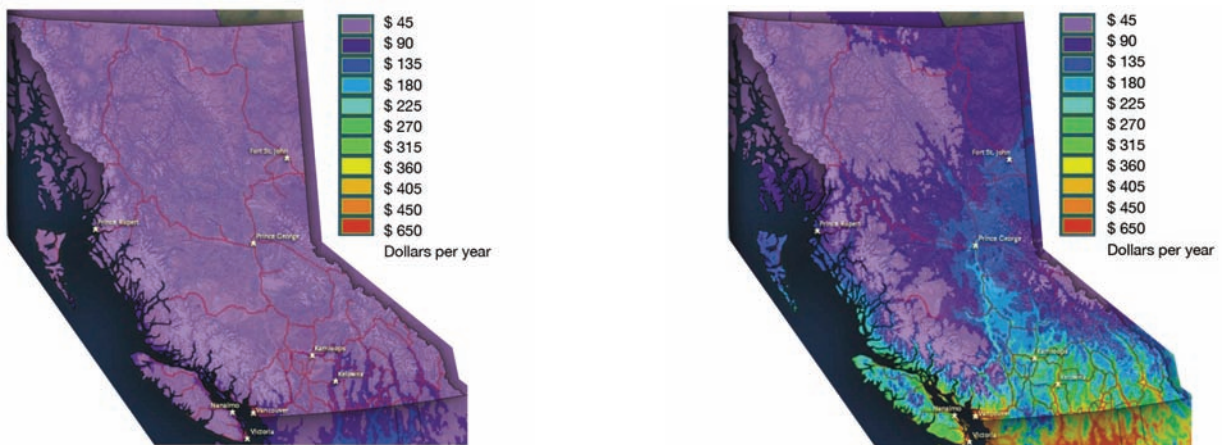 $ 45
$ 90
$ 135
$ 180
$ 225
$ 270
$ 315
$ 360
$ 405
$ 450
$ 650
Dollars per year
Fort St. John
Prince Rupert
Prince George
Kamloops
Kelowna
Nanaimo
Vancouver
Victoria
$ 45
$ 90
$ 135
$ 180
$ 225
$ 270
$ 315
$ 360
$ 405
$ 450
$ 650
Dollars per year
Fort St. John
Prince Rupert
Prince George
Kamloops
Nanaimo
Victoria